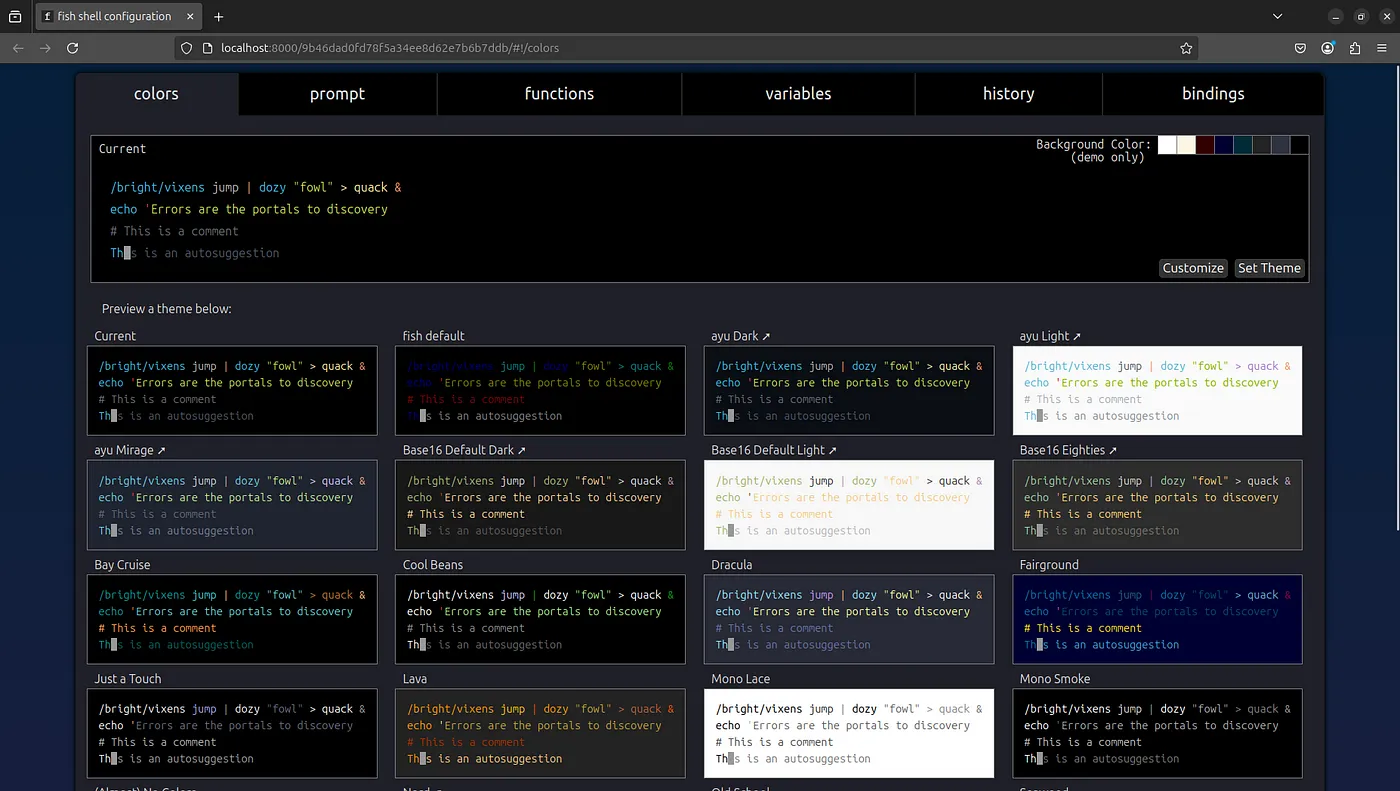 fish shell configuration
localhost:8000/9b46dad0fd78f5a34ee8d62e7b6b7ddb/#!/colors
colors prompt functions variables history bindings
Current
Background Color:
(demo only)
/bright/vixens jump | dozy "fowl" > quack &
echo 'Errors are the portals to discovery
# This is a comment
Th s is an autosuggestion
Customize Set Theme
Preview a theme below:
Current fish default ayu Dark ↗ ayu Light ↗
/bright/vixens jump | dozy "fowl" > quack & /bright/vixens jump | dozy "fowl" > quack & /bright/vixens jump | dozy "fowl" > quack & /bright/vixens jump | dozy "fowl" > quack &
echo 'Errors are the portals to discovery echo 'Errors are the portals to discovery echo 'Errors are the portals to discovery echo 'Errors are the portals to discovery
# This is a comment # This is a comment # This is a comment # This is a comment
Th s is an autosuggestion Th s is an autosuggestion Th s is an autosuggestion Th s is an autosuggestion
ayu Mirage ↗ Base16 Default Dark ↗ Base16 Default Light ↗ Base16 Eighties ↗
/bright/vixens jump | dozy "fowl" > quack & /bright/vixens jump | dozy "fowl" > quack & /bright/vixens jump | dozy "fowl" > quack & /bright/vixens jump | dozy "fowl" > quack &
echo 'Errors are the portals to discovery echo 'Errors are the portals to discovery echo 'Errors are the portals to discovery echo 'Errors are the portals to discovery
# This is a comment # This is a comment # This is a comment # This is a comment
Th s is an autosuggestion Th s is an autosuggestion Th s is an autosuggestion Th s is an autosuggestion
Bay Cruise Cool Beans Dracula Fairground
/bright/vixens jump | dozy "fowl" > quack & /bright/vixens jump | dozy "fowl" > quack & /bright/vixens jump | dozy "fowl" > quack & /bright/vixens jump | dozy "fowl" > quack &
echo 'Errors are the portals to discovery echo 'Errors are the portals to discovery echo 'Errors are the portals to discovery echo 'Errors are the portals to discovery
# This is a comment # This is a comment # This is a comment # This is a comment
Th s is an autosuggestion Th s is an autosuggestion Th s is an autosuggestion Th s is an autosuggestion
Just a Touch Lava Mono Lace Mono Smoke
/bright/vixens jump | dozy "fowl" > quack & /bright/vixens jump | dozy "fowl" > quack & /bright/vixens jump | dozy "fowl" > quack & /bright/vixens jump | dozy "fowl" > quack &
echo 'Errors are the portals to discovery echo 'Errors are the portals to discovery echo 'Errors are the portals to discovery echo 'Errors are the portals to discovery
# This is a comment # This is a comment # This is a comment # This is a comment
Th s is an autosuggestion Th s is an autosuggestion Th s is an autosuggestion Th s is an autosuggestion